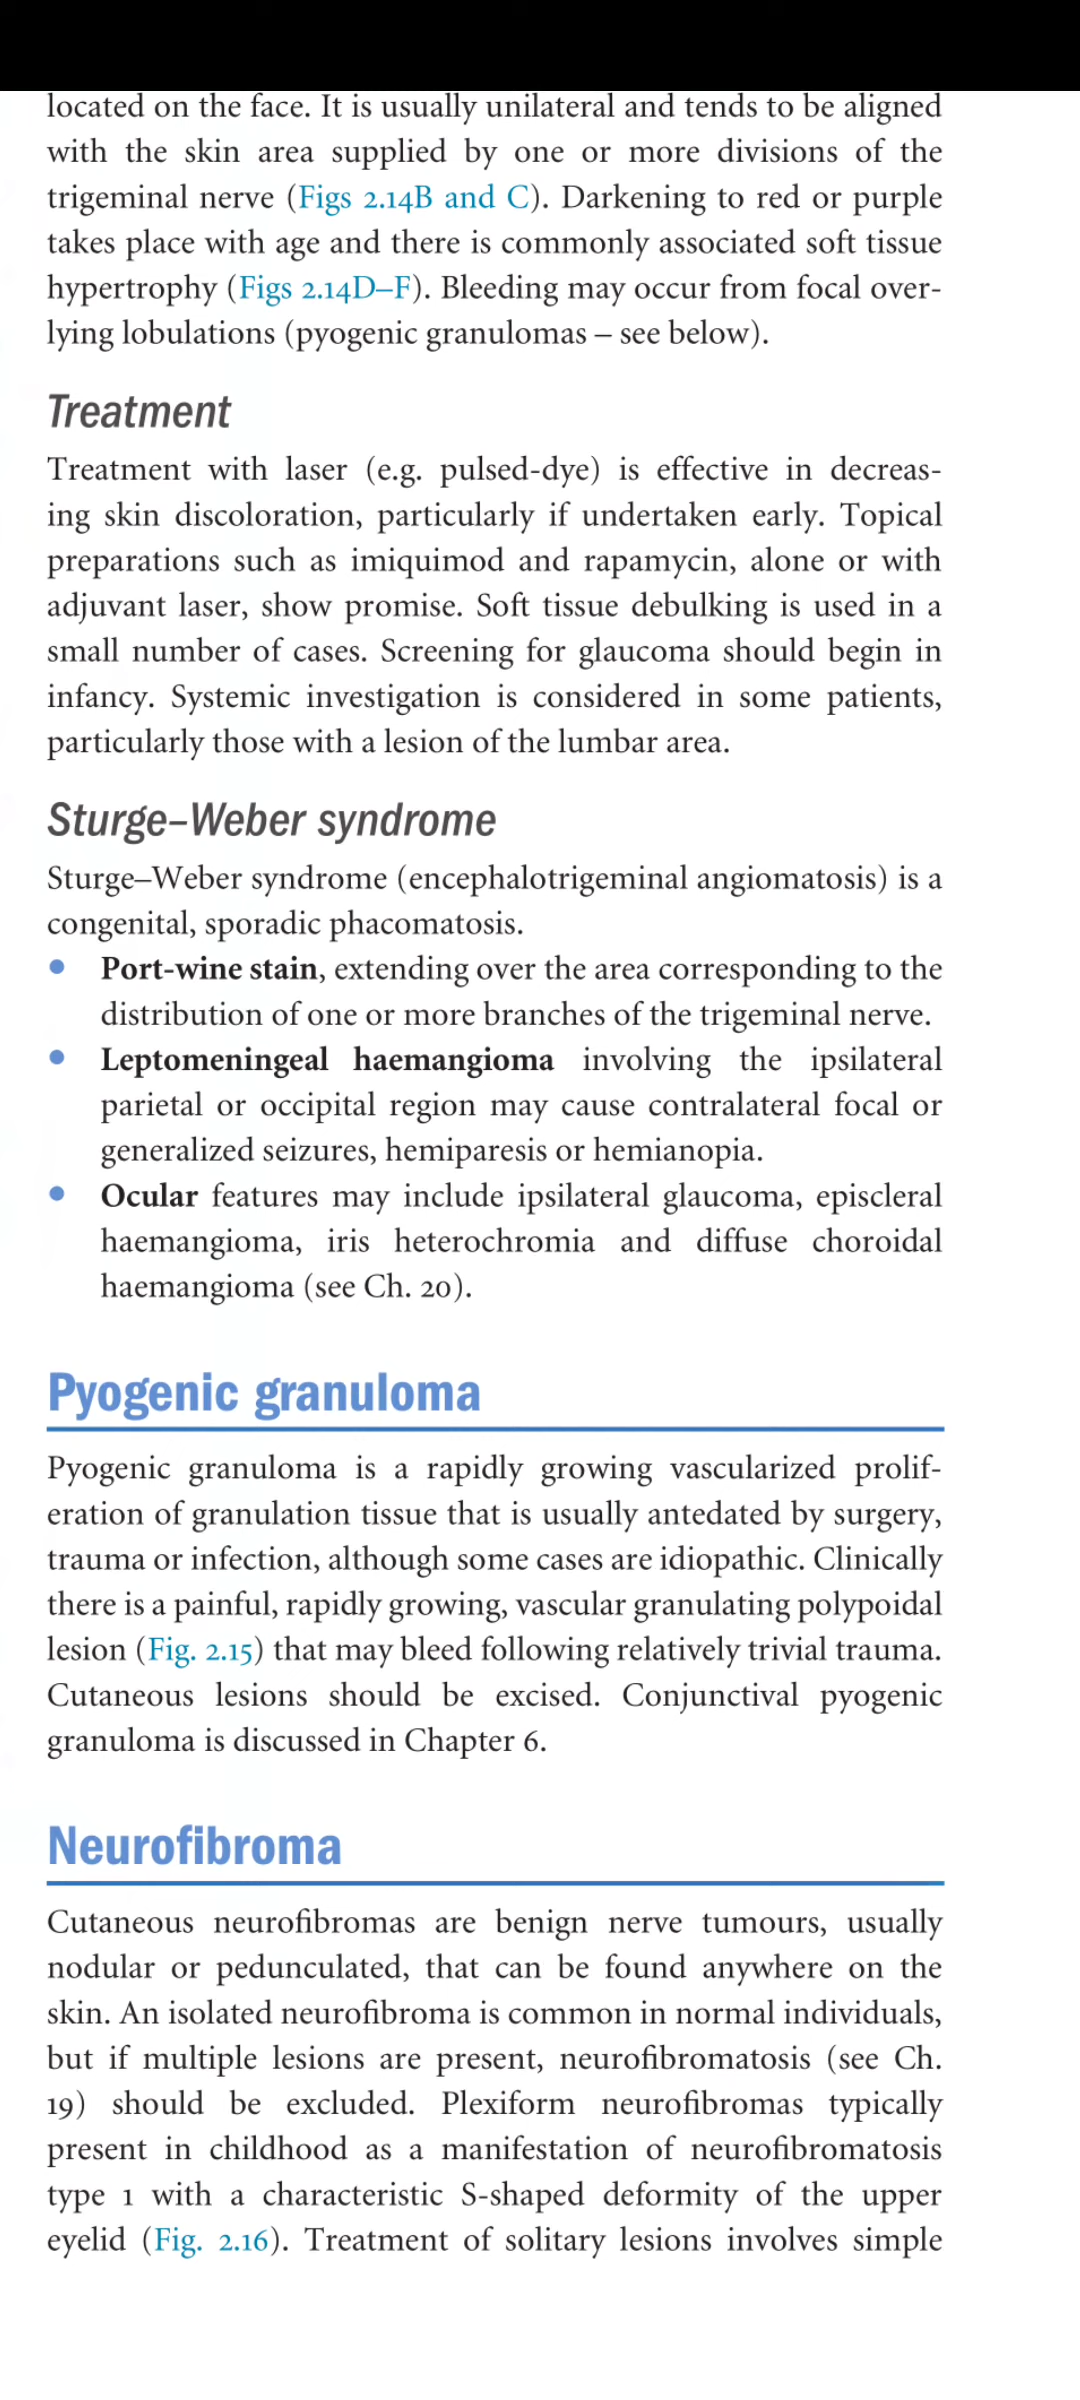 located on the face. It is usually unilateral and tends to be aligned
with the skin area supplied by one or more divisions of the
trigeminal nerve (Figs 2.14B and C). Darkening to red or purple
takes place with age and there is commonly associated soft tissue
hypertrophy (Figs 2.14D–F). Bleeding may occur from focal over-
lying lobulations (pyogenic granulomas – see below).
Treatment
Treatment with laser (e.g. pulsed-dye) is effective in decreas-
ing skin discoloration, particularly if undertaken early. Topical
preparations such as imiquimod and rapamycin, alone or with
adjuvant laser, show promise. Soft tissue debulking is used in a
small number of cases. Screening for glaucoma should begin in
infancy. Systemic investigation is considered in some patients,
particularly those with a lesion of the lumbar area.
Sturge–Weber syndrome
Sturge–Weber syndrome (encephalotrigeminal angiomatosis) is a
congenital, sporadic phacomatosis.
• Port-wine stain, extending over the area corresponding to the
distribution of one or more branches of the trigeminal nerve.
• Leptomeningeal haemangioma involving the ipsilateral
parietal or occipital region may cause contralateral focal or
generalized seizures, hemiparesis or hemianopia.
• Ocular features may include ipsilateral glaucoma, episcleral
haemangioma, iris heterochromia and diffuse choroidal
haemangioma (see Ch. 20).
Pyogenic granuloma
Pyogenic granuloma is a rapidly growing vascularized prolif-
eration of granulation tissue that is usually antedated by surgery,
trauma or infection, although some cases are idiopathic. Clinically
there is a painful, rapidly growing, vascular granulating polypoidal
lesion (Fig. 2.15) that may bleed following relatively trivial trauma.
Cutaneous lesions should be excised. Conjunctival pyogenic
granuloma is discussed in Chapter 6.
Neurofibroma
Cutaneous neurofibromas are benign nerve tumours, usually
nodular or pedunculated, that can be found anywhere on the
skin. An isolated neurofibroma is common in normal individuals,
but if multiple lesions are present, neurofibromatosis (see Ch.
19) should be excluded. Plexiform neurofibromas typically
present in childhood as a manifestation of neurofibromatosis
type 1 with a characteristic S-shaped deformity of the upper
eyelid (Fig. 2.16). Treatment of solitary lesions involves simple